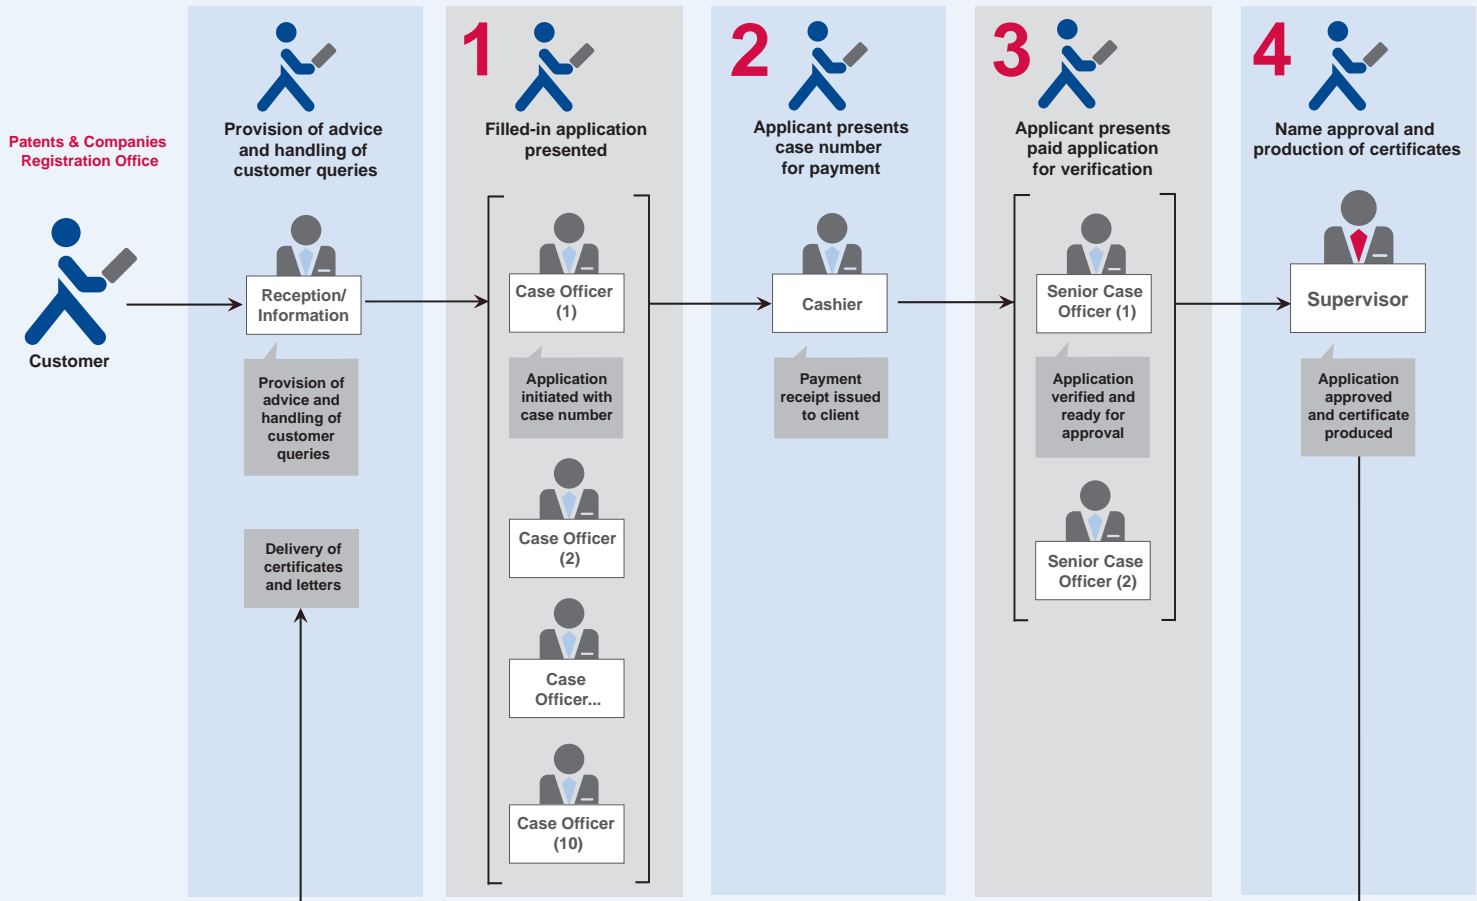 Patents & Companies
Registration Office
Customer
Provision of advice
and handling of
customer queries
Reception/
Information
Provision of
advice and
handling of
customer
queries
Delivery of
certificates
and letters
1
Filled-in application
presented
Case Officer
(1)
Application
initiated with
case number
Case Officer
(2)
Case
Officer...
Case Officer
(10)
2
Applicant presents
case number
for payment
Cashier
Payment
receipt issued
to client
3
Applicant presents
paid application
for verification
Senior Case
Officer (1)
Application
verified and
ready for
approval
Senior Case
Officer (2)
4
Name approval and
production of certificates
Supervisor
Application
approved
and certificate
produced